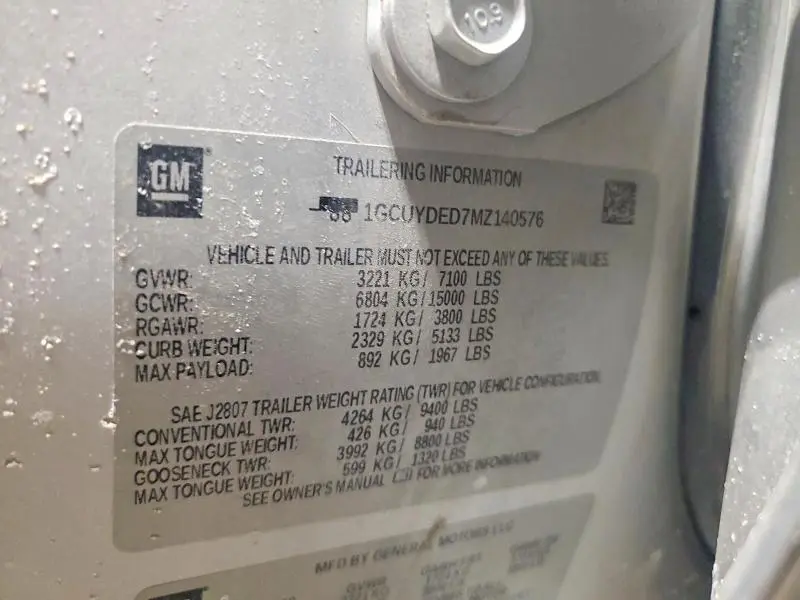 10.9
GM
TRAILERING INFORMATION
1GCUYDED7MZ140576
VEHICLE AND TRAILER MUST NOT EXCEED ANY OF THESE VALUES.
GVWR: 3221 KG/ 7100 LBS
GCWR: 6804 KG/15000 LBS
RGAWR: 1724 KG/ 3800 LBS
CURB WEIGHT: 2329 KG/ 5133 LBS
MAX PAYLOAD: 892 KG/ 1967 LBS
SAE J2807 TRAILER WEIGHT RATING (TWR) FOR VEHICLE CONFIGURATION.
CONVENTIONAL TWR: 4264 KG/ 9400 LBS
MAX TONGUE WEIGHT: 426 KG/ 940 LBS
GOOSENECK TWR: 3992 KG/ 8800 LBS
MAX TONGUE WEIGHT: 599 KG/ 1320 LBS
SEE OWNER'S MANUAL FOR MORE INFORMATION
MFD BY GENERAL MOTORS LLC
GVWR